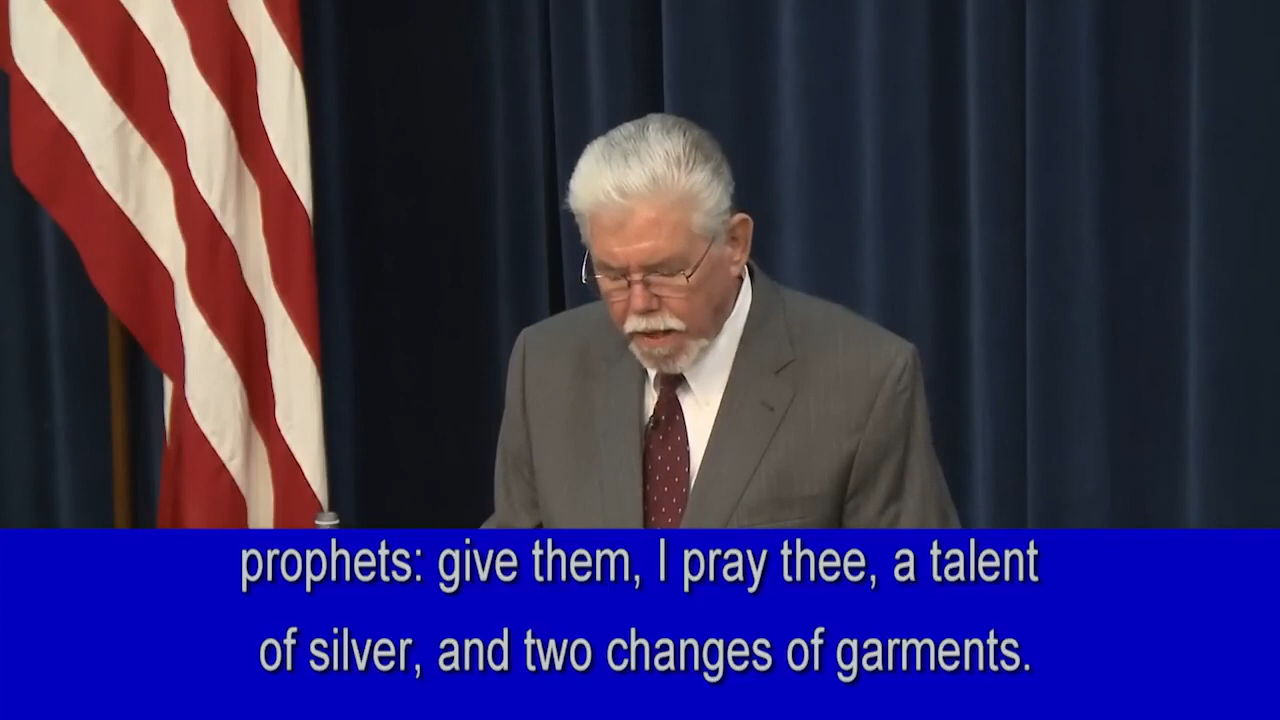 prophets: give them, I pray thee, a talent
of silver, and two changes of garments.